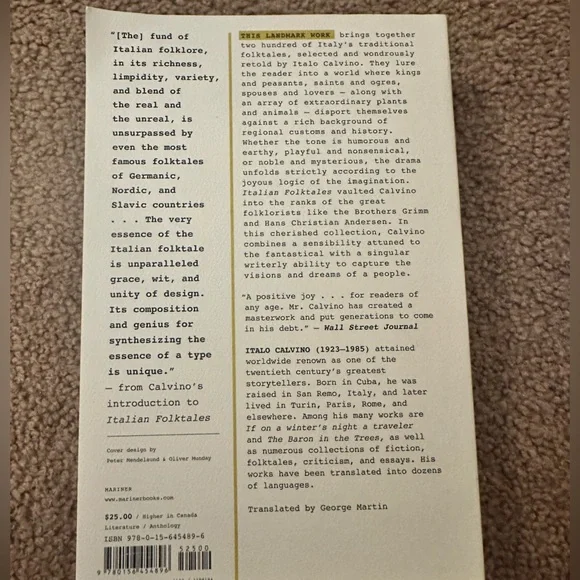 "[The] fund of
Italian folklore,
in its richness,
limpidity, variety,
and blend of
the real and
the unreal, is
unsurpassed by
even the most
famous folktales
of Germanic,
Nordic, and
Slavic countries
. . . The very
essence of the
Italian folktale
is unparalleled
grace, wit, and
unity of design.
Its composition
and genius for
synthesizing the
essence of a type
is unique."
— from Calvino's
introduction to
Italian Folktales
Cover design by
Peter Mendelsund & Oliver Munday
MARINER
www.marinerbooks.com
$25.00 / Higher in Canada
Literature / Anthology
ISBN 978-0-15-645489-6
52500
9 780156 454896
THIS LANDMARK WORK brings together
two hundred of Italy's traditional
folktales, selected and wondrously
retold by Italo Calvino. They lure
the reader into a world where kings
and peasants, saints and ogres,
spouses and lovers — along with
an array of extraordinary plants
and animals — disport themselves
against a rich background of
regional customs and history.
Whether the tone is humorous and
earthy, playful and nonsensical,
or noble and mysterious, the drama
unfolds strictly according to the
joyous logic of the imagination.
Italian Folktales vaulted Calvino
into the ranks of the great
folklorists like the Brothers Grimm
and Hans Christian Andersen. In
this cherished collection, Calvino
combines a sensibility attuned to
the fantastical with a singular
writerly ability to capture the
visions and dreams of a people.
"A positive joy . . . for readers of
any age. Mr. Calvino has created a
masterwork and put generations to come
in his debt." — Wall Street Journal
ITALO CALVINO (1923–1985) attained
worldwide renown as one of the
twentieth century's greatest
storytellers. Born in Cuba, he was
raised in San Remo, Italy, and later
lived in Turin, Paris, Rome, and
elsewhere. Among his many works are
If on a winter's night a traveler
and The Baron in the Trees, as well
as numerous collections of fiction,
folktales, criticism, and essays. His
works have been translated into dozens
of languages.
Translated by George Martin